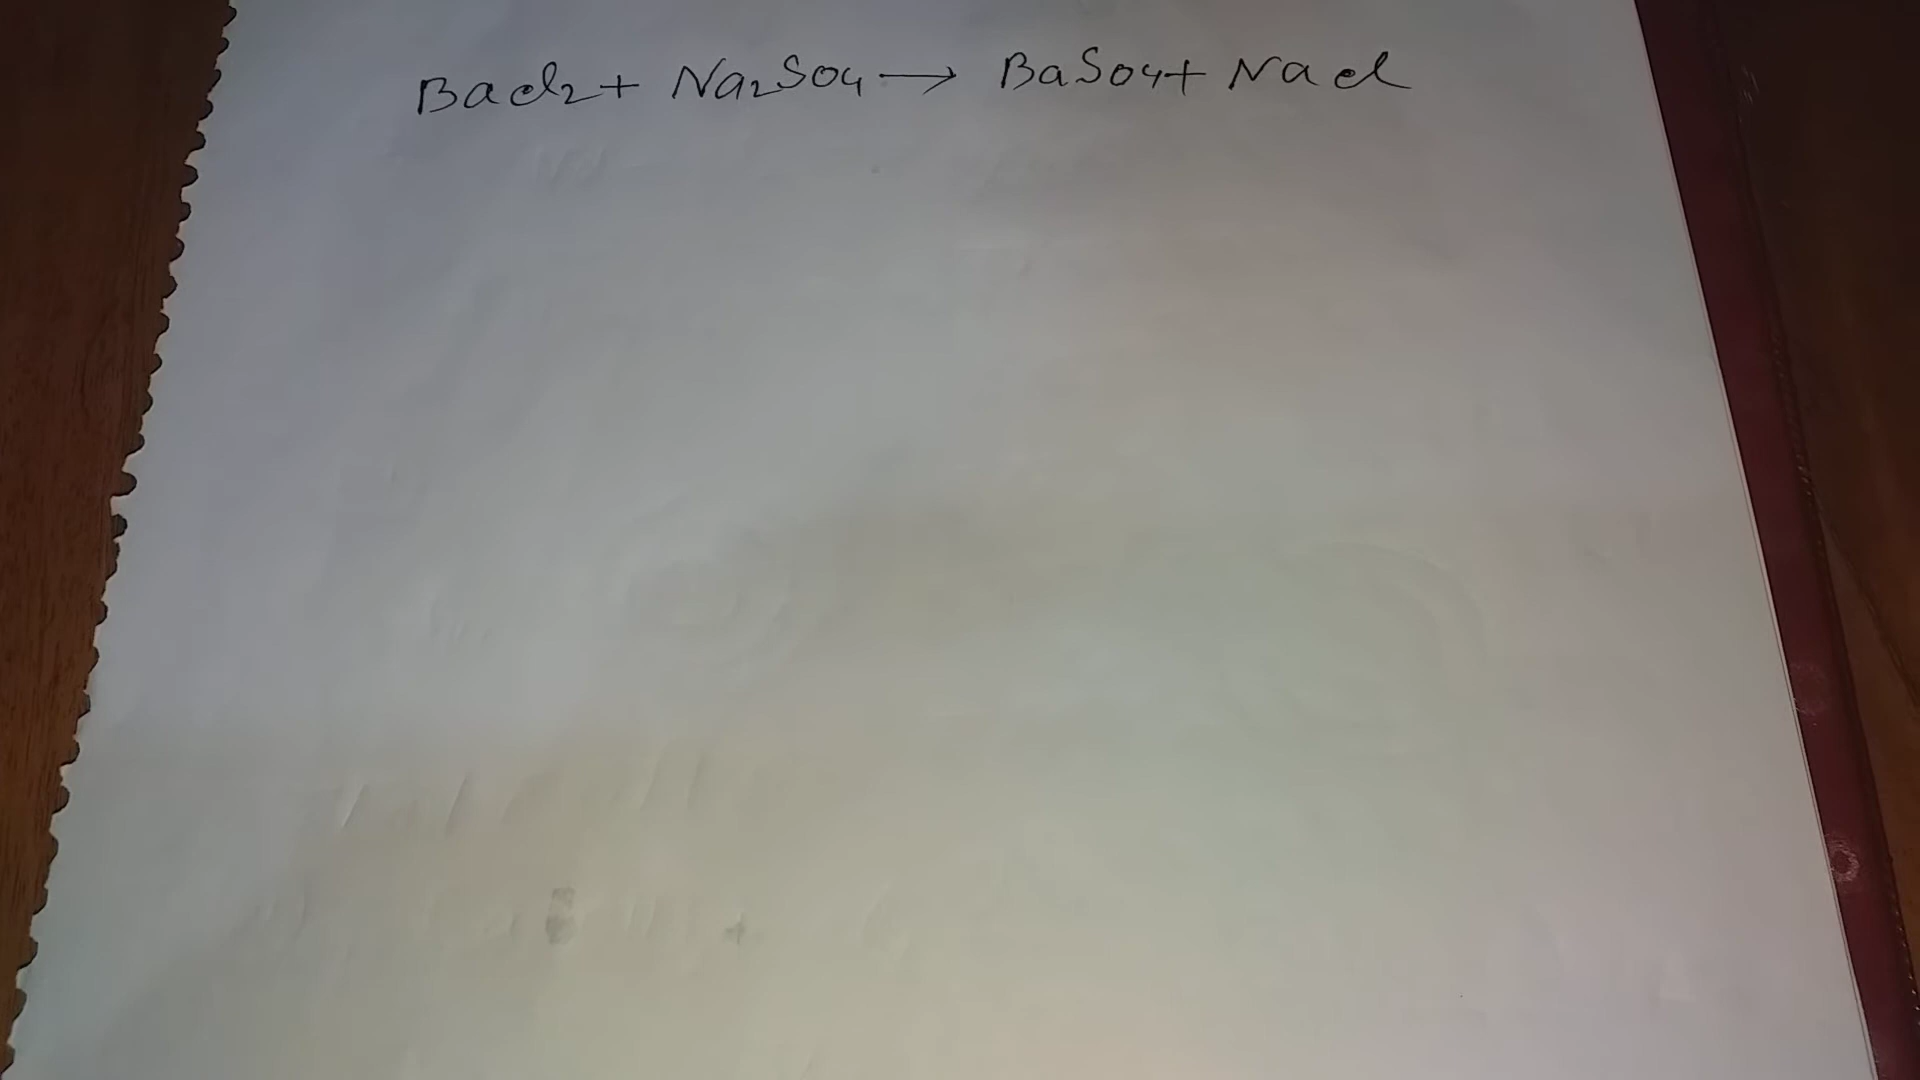 BaCl2 + Na2SO4 → BaSO4 + NaCl